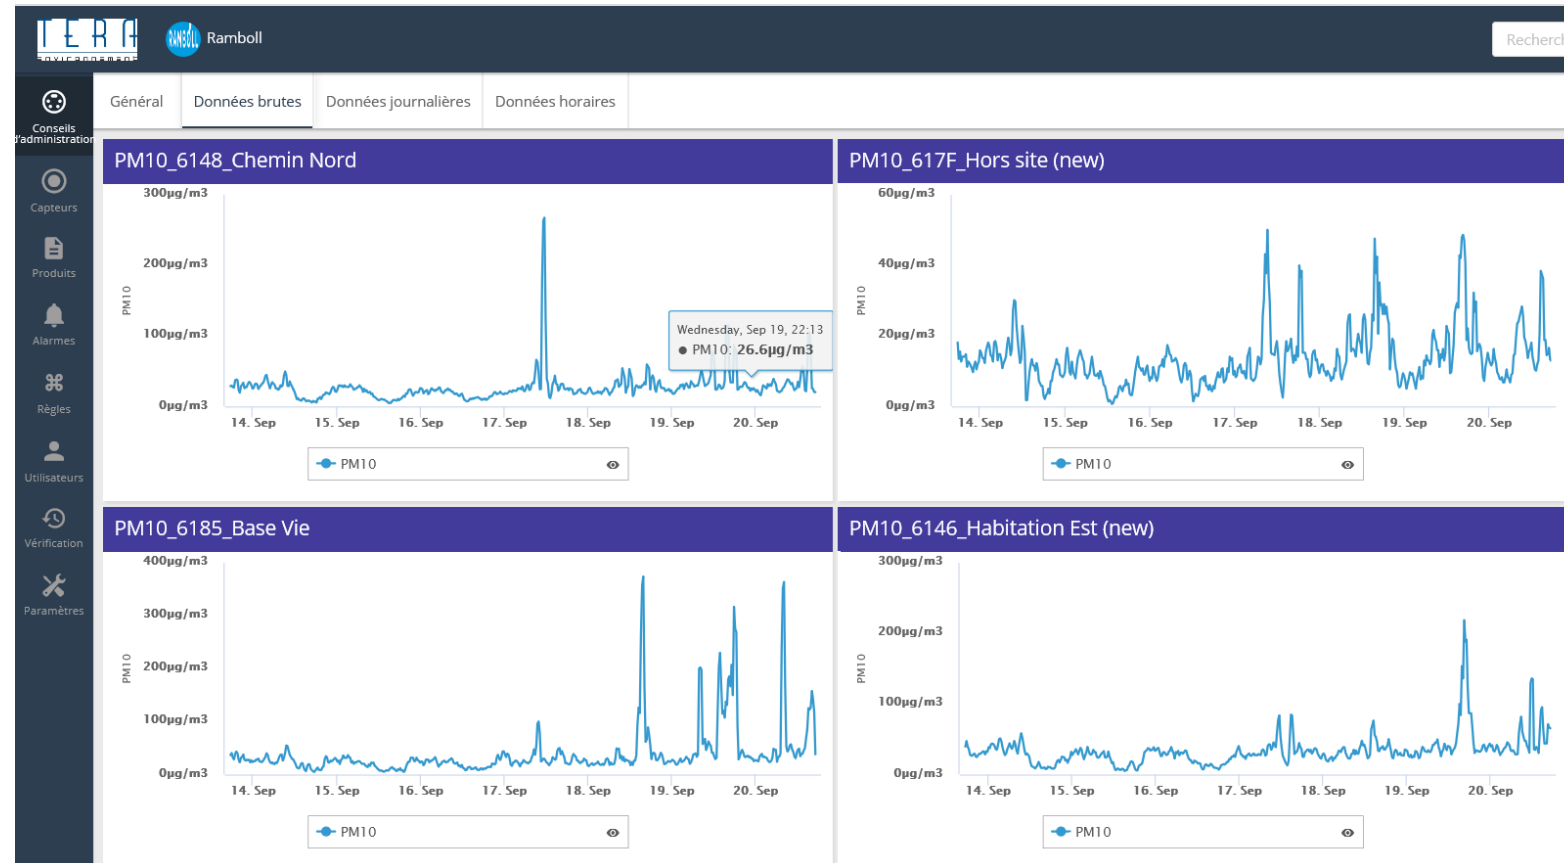 TERA
environnement
RAMBOLL
Ramboll
Recherch
Général
Données brutes
Données journalières
Données horaires
Conseils
d'administration
Capteurs
Produits
Alarmes
Règles
Utilisateurs
Vérification
Paramètres
PM10_6148_Chemin Nord
300µg/m3
200µg/m3
100µg/m3
0µg/m3
PM10
14. Sep
15. Sep
16. Sep
17. Sep
18. Sep
19. Sep
20. Sep
Wednesday, Sep 19, 22:13
PM10: 26.6µg/m3
PM10
PM10_617F_Hors site (new)
60µg/m3
40µg/m3
20µg/m3
0µg/m3
PM10
14. Sep
15. Sep
16. Sep
17. Sep
18. Sep
19. Sep
20. Sep
PM10
PM10_6185_Base Vie
400µg/m3
300µg/m3
200µg/m3
100µg/m3
0µg/m3
PM10
14. Sep
15. Sep
16. Sep
17. Sep
18. Sep
19. Sep
20. Sep
PM10
PM10_6146_Habitation Est (new)
300µg/m3
200µg/m3
100µg/m3
0µg/m3
PM10
14. Sep
15. Sep
16. Sep
17. Sep
18. Sep
19. Sep
20. Sep
PM10